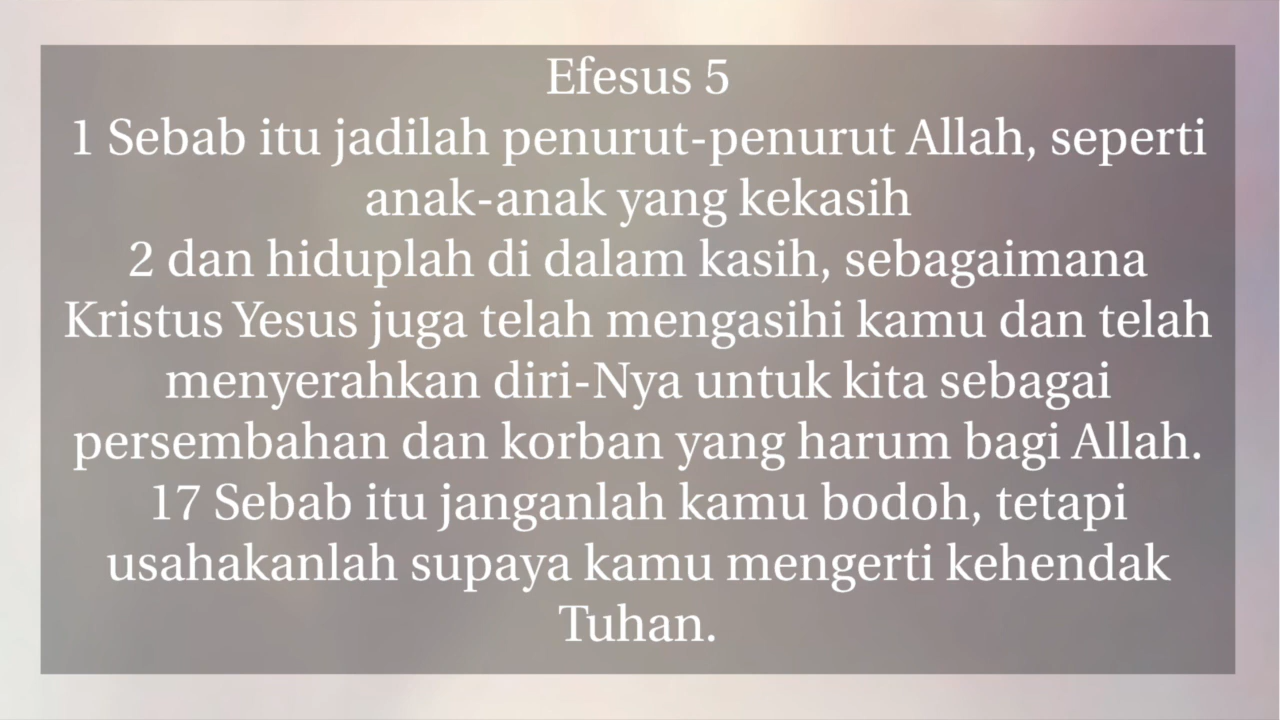 Efesus 5
1 Sebab itu jadilah penurut-penurut Allah, seperti
anak-anak yang kekasih
2 dan hiduplah di dalam kasih, sebagaimana
Kristus Yesus juga telah mengasihi kamu dan telah
menyerahkan diri-Nya untuk kita sebagai
persembahan dan korban yang harum bagi Allah.
17 Sebab itu janganlah kamu bodoh, tetapi
usahakanlah supaya kamu mengerti kehendak
Tuhan.